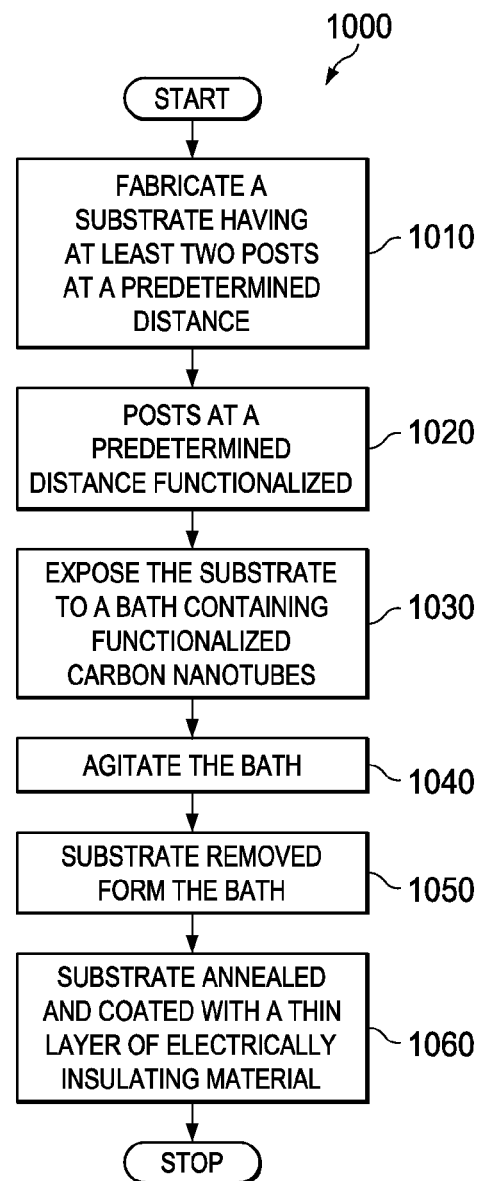 1000
START
FABRICATE A
SUBSTRATE HAVING
AT LEAST TWO POSTS
AT A PREDETERMINED
DISTANCE
1010
POSTS AT A
PREDETERMINED
DISTANCE FUNCTIONALIZED
1020
EXPOSE THE SUBSTRATE
TO A BATH CONTAINING
FUNCTIONALIZED
CARBON NANOTUBES
1030
AGITATE THE BATH
1040
SUBSTRATE REMOVED
FORM THE BATH
1050
SUBSTRATE ANNEALED
AND COATED WITH A THIN
LAYER OF ELECTRICALLY
INSULATING MATERIAL
1060
STOP